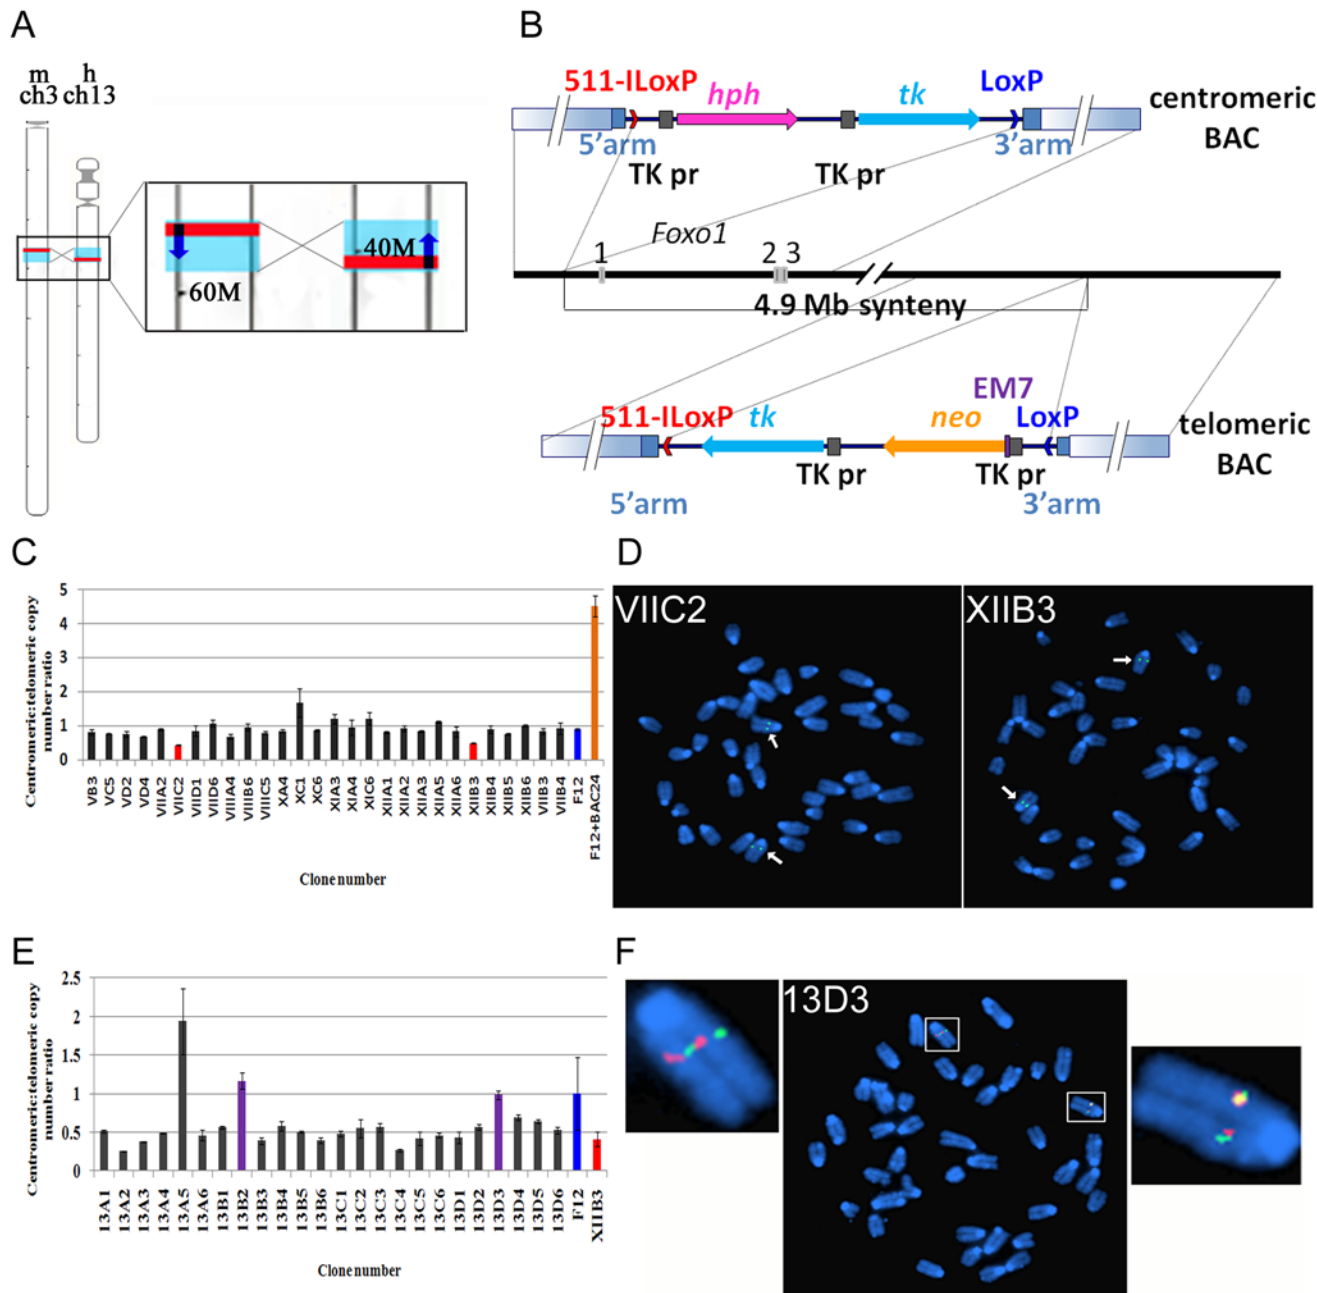 A
m
ch3
h
ch13
40M
60M
B
511-ILoxP
hph
tk
LoxP
centromeric
BAC
5'arm
TK pr
TK pr
3'arm
Foxo1
1
2 3
4.9 Mb synteny
EM7
511-ILoxP
tk
neo
LoxP
telomeric
BAC
TK pr
TK pr
5'arm
3'arm
C
Centromeric:telomeric copy
number ratio
5
4
3
2
1
0
VB3
VC5
VD2
VD4
VIIA2
VIIC2
VIID1
VIID6
VIIIA4
VIIIB6
VIIIC5
XA4
XC1
XC6
XIA3
XIA4
XIC6
XIIA1
XIIA2
XIIA3
XIIA5
XIIA6
XIIB3
XIIB4
XIIB5
XIIB6
VIIB3
VIIB4
F12
F12+BAC24
Clone number
D
VIIC2
XIIB3
E
Centromeric:telomeric copy
number ratio
2.5
2
1.5
1
0.5
0
13A1
13A2
13A3
13A4
13A5
13A6
13B1
13B2
13B3
13B4
13B5
13B6
13C1
13C2
13C3
13C4
13C5
13C6
13D1
13D2
13D3
13D4
13D5
13D6
F12
XIIB3
Clone number
F
13D3